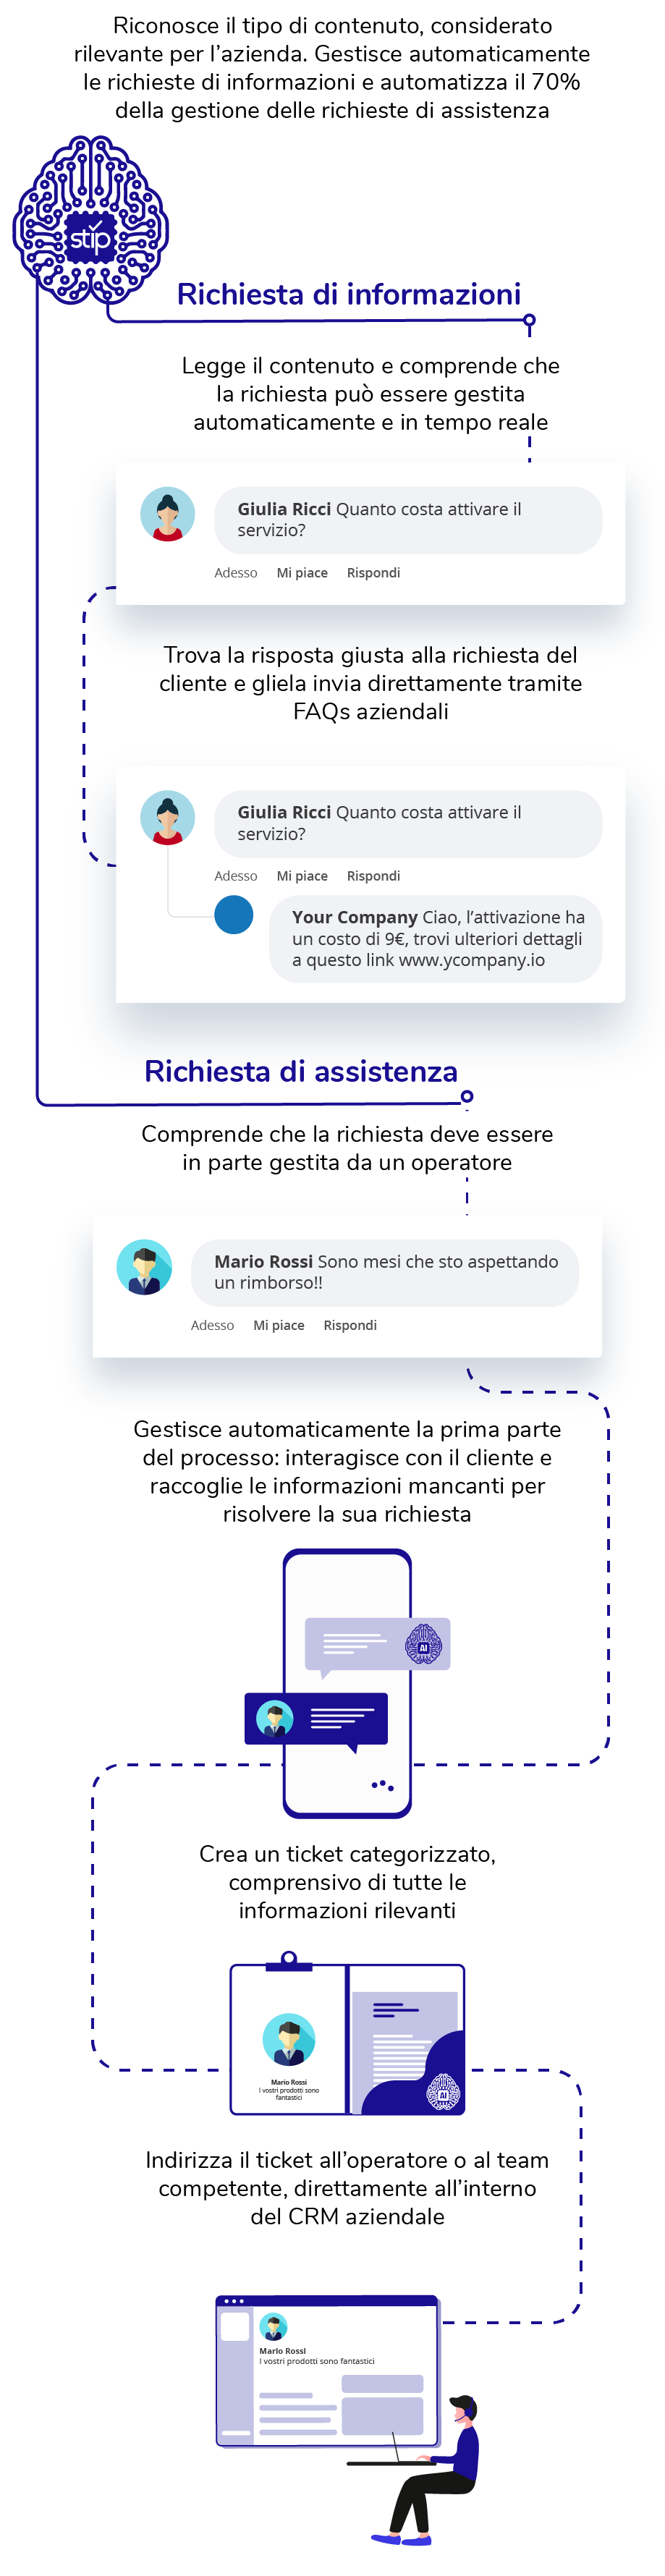 Riconosce il tipo di contenuto, considerato
rilevante per l’azienda. Gestisce automaticamente
le richieste di informazioni e automatizza il 70%
della gestione delle richieste di assistenza
stip
Richiesta di informazioni
Legge il contenuto e comprende che
la richiesta può essere gestita
automaticamente e in tempo reale
Giulia Ricci Quanto costa attivare il
servizio?
Adesso Mi piace Rispondi
Trova la risposta giusta alla richiesta del
cliente e gliela invia direttamente tramite
FAQs aziendali
Giulia Ricci Quanto costa attivare il
servizio?
Adesso Mi piace Rispondi
Your Company Ciao, l’attivazione ha
un costo di 9€, trovi ulteriori dettagli
a questo link www.ycompany.io
Richiesta di assistenza
Comprende che la richiesta deve essere
in parte gestita da un operatore
Mario Rossi Sono mesi che sto aspettando
un rimborso!!
Adesso Mi piace Rispondi
Gestisce automaticamente la prima parte
del processo: interagisce con il cliente e
raccoglie le informazioni mancanti per
risolvere la sua richiesta
AI
Crea un ticket categorizzato,
comprensivo di tutte le
informazioni rilevanti
Mario Rossi
I vostri prodotti sono
fantastici
AI
Indirizza il ticket all’operatore o al team
competente, direttamente all’interno
del CRM aziendale
Mario Rossi
I vostri prodotti sono fantastici